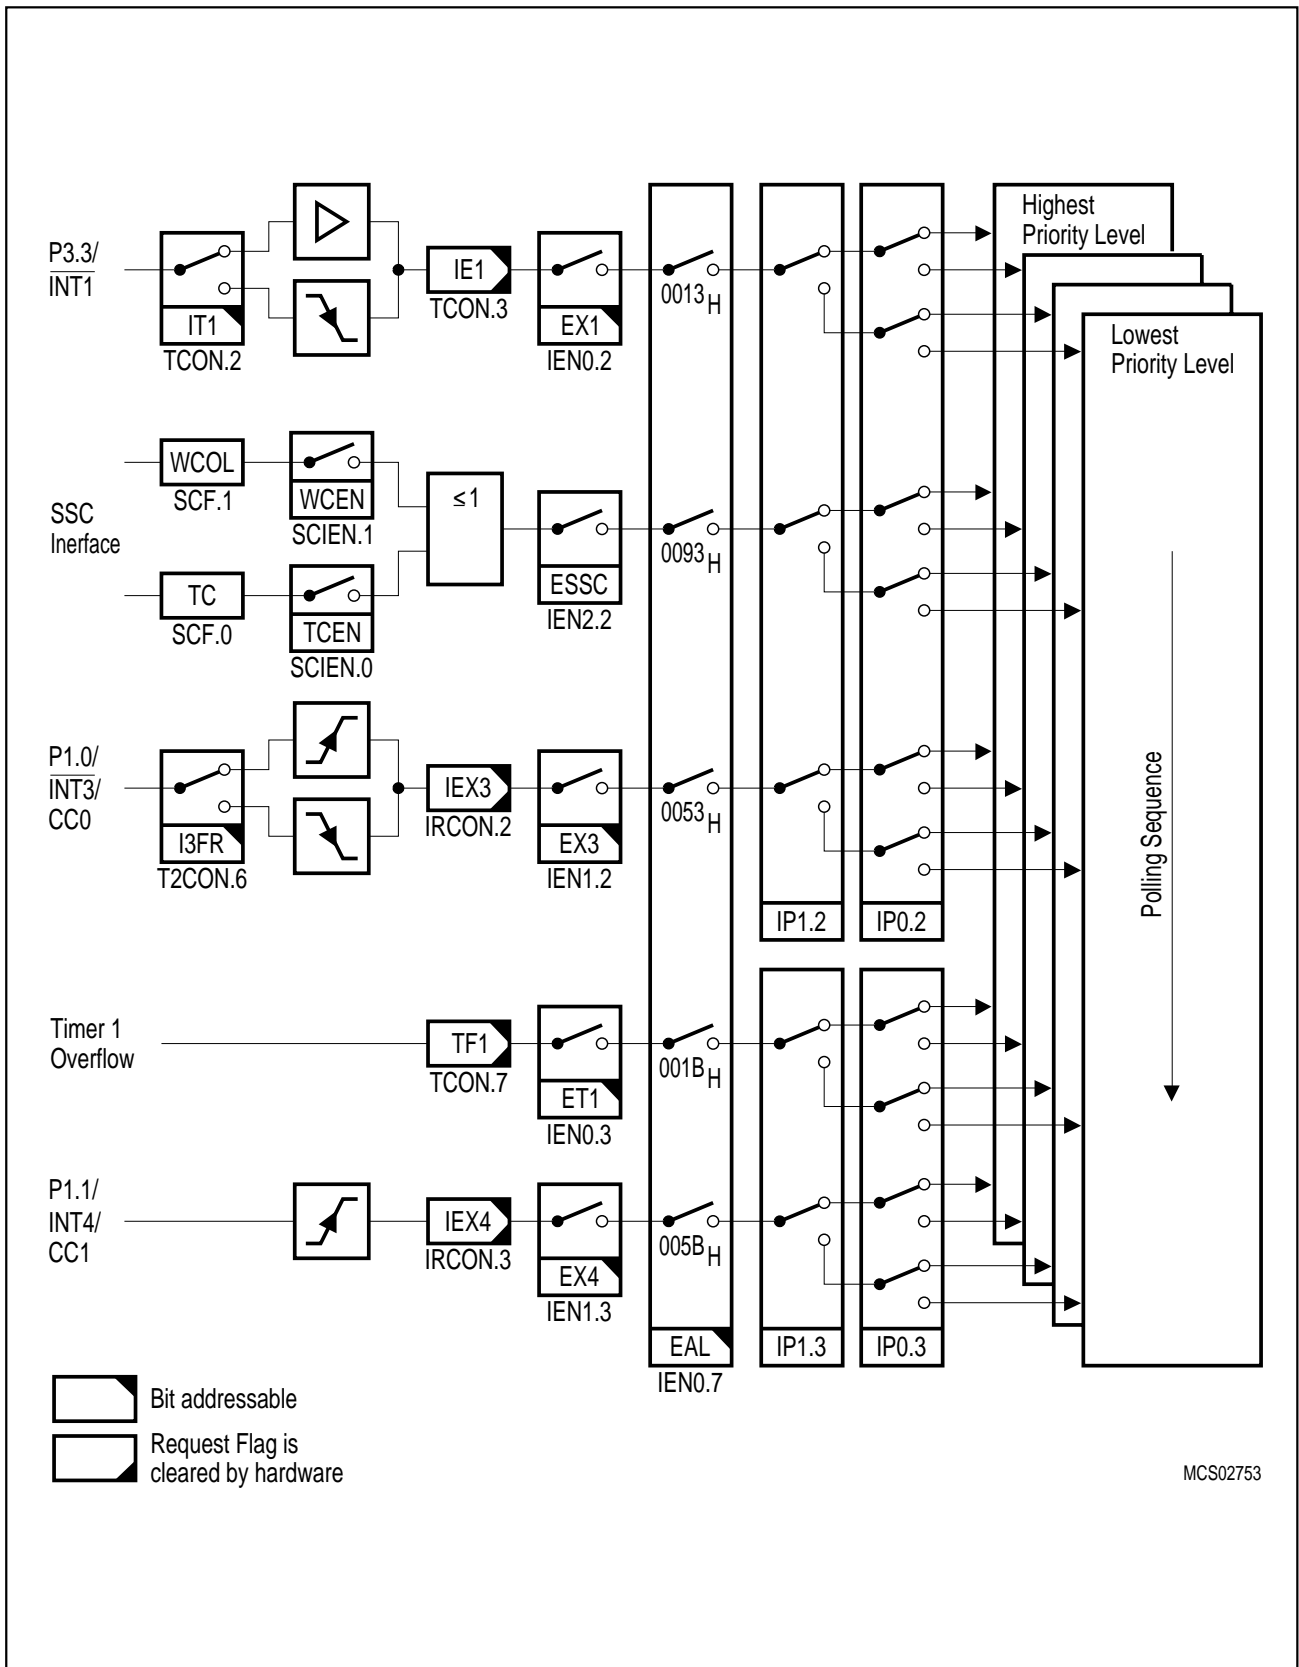 Highest
Priority Level
Lowest
Priority Level
P3.3/
INT1
IT1
TCON.2
IE1
TCON.3
EX1
IEN0.2
0013H
SSC
Inerface
WCOL
SCF.1
WCEN
SCIEN.1
TC
SCF.0
TCEN
SCIEN.0
≤1
ESSC
IEN2.2
0093H
P1.0/
INT3/
CC0
I3FR
T2CON.6
IEX3
IRCON.2
EX3
IEN1.2
0053H
IP1.2
IP0.2
Polling Sequence
Timer 1
Overflow
TF1
TCON.7
ET1
IEN0.3
001BH
P1.1/
INT4/
CC1
IEX4
IRCON.3
EX4
IEN1.3
005BH
EAL
IEN0.7
IP1.3
IP0.3
Bit addressable
Request Flag is
cleared by hardware
MCS02753